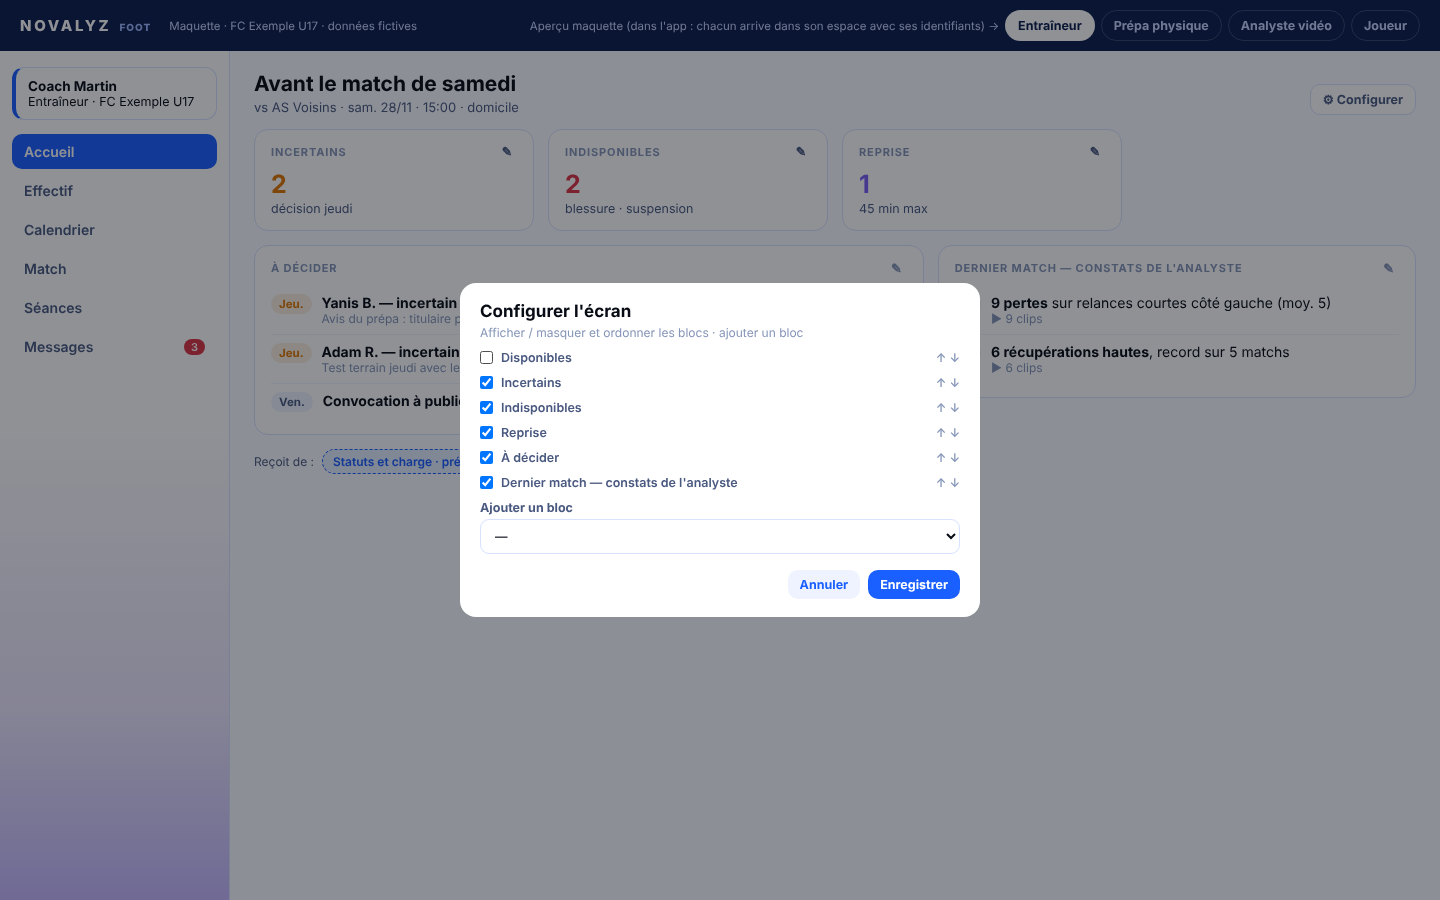 NOVALYZ FOOT Maquette · FC Exemple U17 · données fictives
Aperçu maquette (dans l'app : chacun arrive dans son espace avec ses identifiants) → Entraîneur Prépa physique Analyste vidéo Joueur
Coach Martin
Entraîneur · FC Exemple U17
Accueil
Effectif
Calendrier
Match
Séances
Messages 3
Avant le match de samedi
vs AS Voisins · sam. 28/11 · 15:00 · domicile
⚙ Configurer
INCERTAINS ✎
2
décision jeudi
INDISPONIBLES ✎
2
blessure · suspension
REPRISE ✎
1
45 min max
À DÉCIDER ✎
Jeu. Yanis B. — incertain
Avis du prépa : titulaire
Jeu. Adam R. — incertain
Test terrain jeudi avec
Ven. Convocation à
Reçoit de : Statuts et charge ·
DERNIER MATCH — CONSTATS DE L'ANALYSTE ✎
9 pertes sur relances courtes côté gauche (moy. 5)
▶ 9 clips
6 récupérations hautes, record sur 5 matchs
▶ 6 clips
Configurer l'écran
Afficher / masquer et ordonner les blocs · ajouter un bloc
Disponibles ↑ ↓
Incertains ↑ ↓
Indisponibles ↑ ↓
Reprise ↑ ↓
À décider ↑ ↓
Dernier match — constats de l'analyste ↑ ↓
Ajouter un bloc
—
Annuler Enregistrer